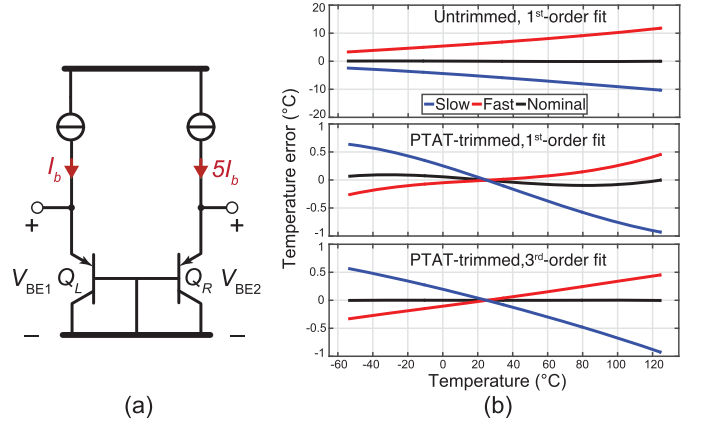 (a)
I_b
5I_b
+
+
V_BE1
Q_L
Q_R
V_BE2
–
–
(a)
Temperature error (°C)
Untrimmed, 1st-order fit
20
10
0
-10
-20
Slow Fast Nominal
PTAT-trimmed,1st-order fit
1
0.5
0
-0.5
-1
PTAT-trimmed,3rd-order fit
1
0.5
0
-0.5
-1
-60 -40 -20 0 20 40 60 80 100 120
Temperature (°C)
(b)